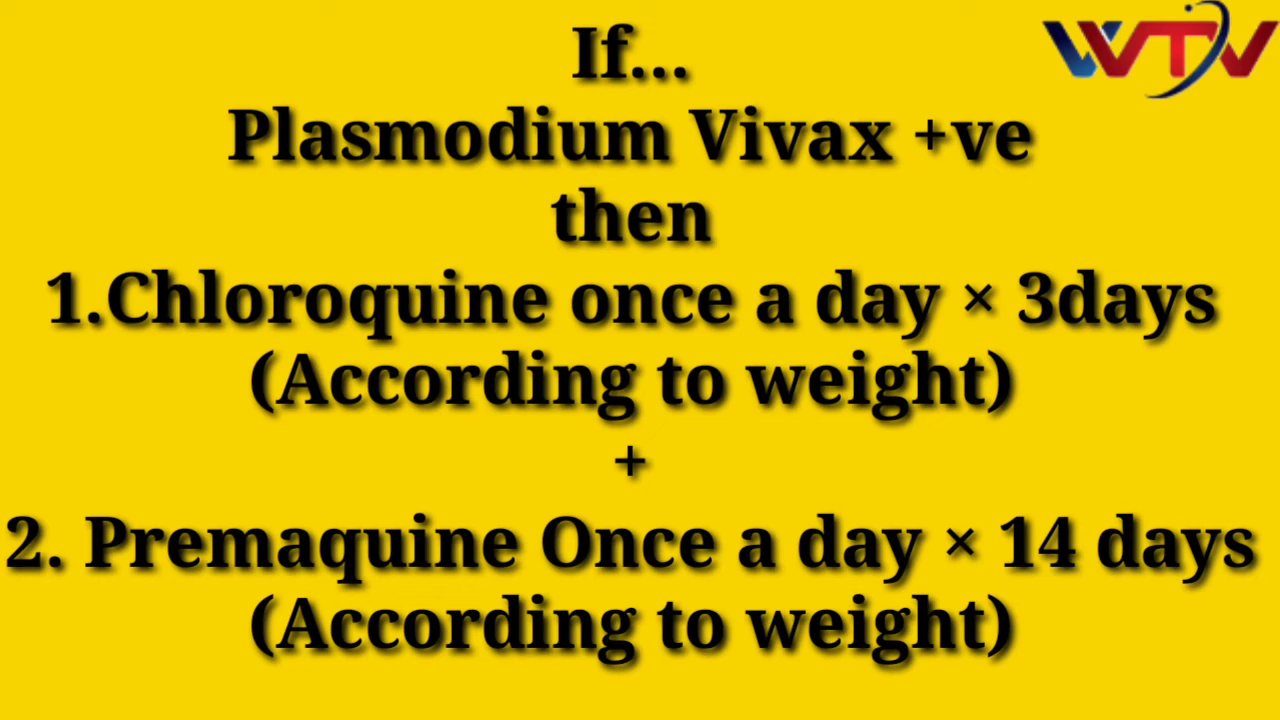 WTV
If...
Plasmodium Vivax +ve
then
1.Chloroquine once a day × 3days
(According to weight)
+
2. Premaquine Once a day × 14 days
(According to weight)